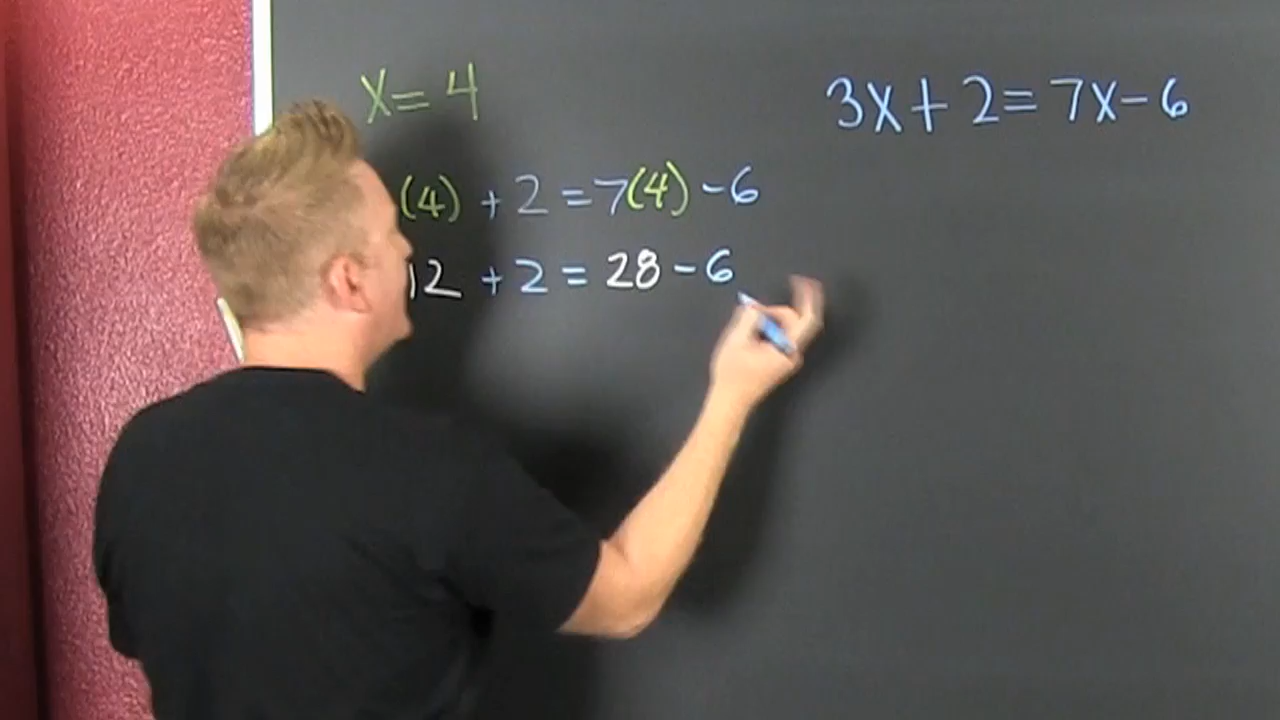 x = 4
3x + 2 = 7x - 6
(4) + 2 = 7(4) - 6
12 + 2 = 28 - 6